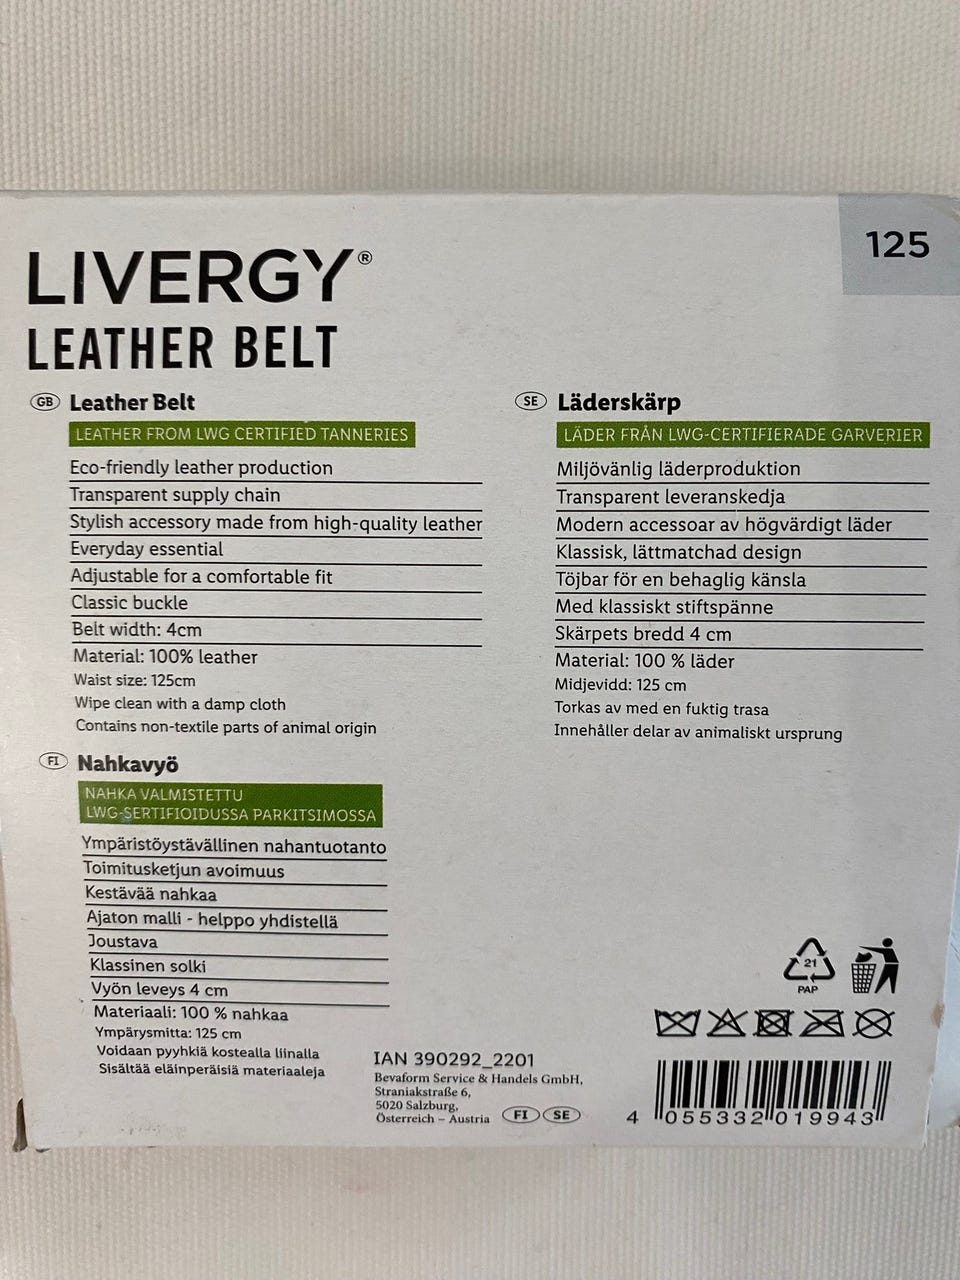 125
LIVERGY®
LEATHER BELT
GB Leather Belt
LEATHER FROM LWG CERTIFIED TANNERIES
Eco-friendly leather production
Transparent supply chain
Stylish accessory made from high-quality leather
Everyday essential
Adjustable for a comfortable fit
Classic buckle
Belt width: 4cm
Material: 100% leather
Waist size: 125cm
Wipe clean with a damp cloth
Contains non-textile parts of animal origin
SE Läderskärp
LÄDER FRÅN LWG-CERTIFIERADE GARVERIER
Miljövänlig läderproduktion
Transparent leveranskedja
Modern accessoar av högvärdigt läder
Klassisk, lättmatchad design
Töjbar för en behaglig känsla
Med klassiskt stiftspänne
Skärpets bredd 4 cm
Material: 100 % läder
Midjevidd: 125 cm
Torkas av med en fuktig trasa
Innehåller delar av animaliskt ursprung
FI Nahkavyö
NAHKA VALMISTETTU
LWG-SERTIFIOIDUSSA PARKITSIMOSSA
Ympäristöystävällinen nahantuotanto
Toimitusketjun avoimuus
Kestävää nahkaa
Ajaton malli - helppo yhdistellä
Joustava
Klassinen solki
Vyön leveys 4 cm
Materiaali: 100 % nahkaa
Ympärysmitta: 125 cm
Voidaan pyyhkiä kostealla liinalla
Sisältää eläinperäisiä materiaaleja
IAN 390292_2201
Bevaform Service & Handels GmbH,
Straniakstraße 6,
5020 Salzburg,
Österreich – Austria FI SE
21
PAP
4 055332 019943